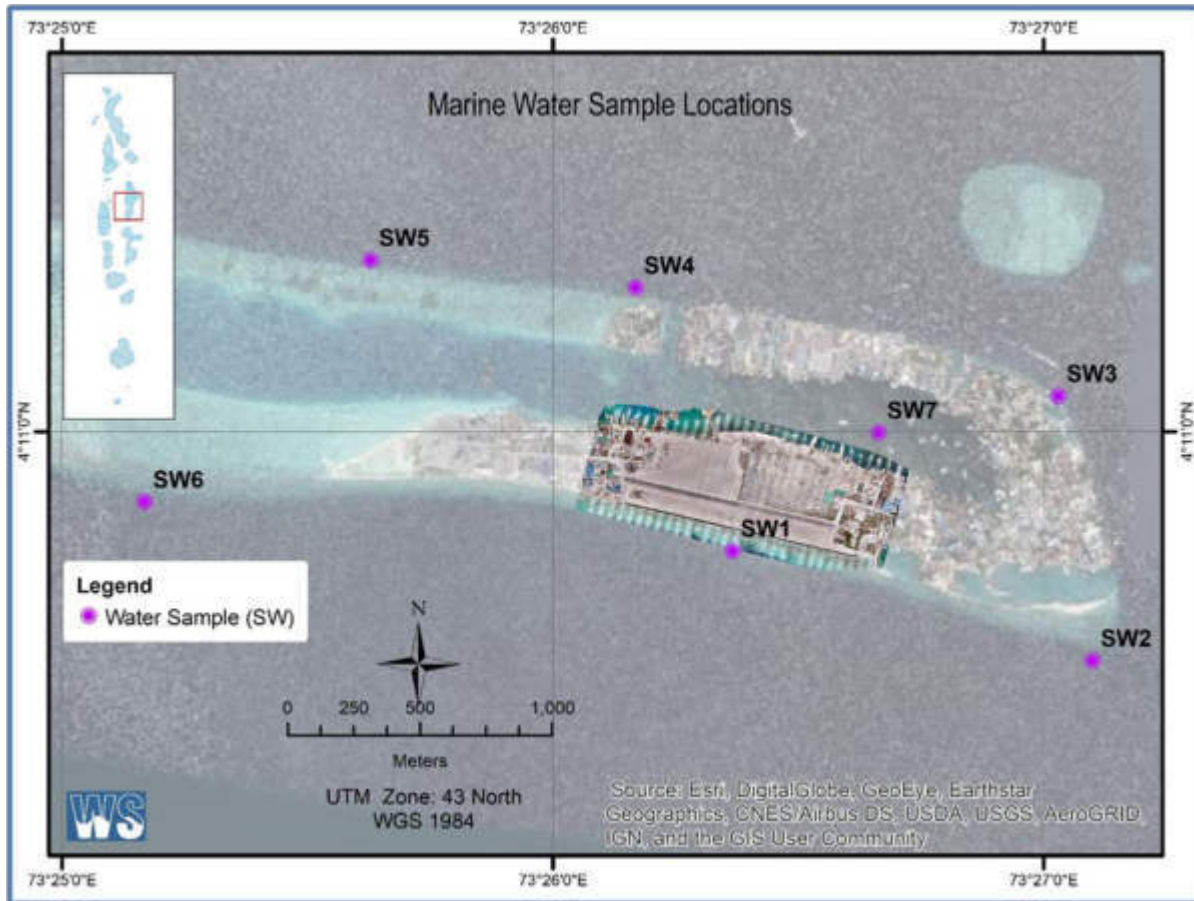 73°25'0"E 73°26'0"E 73°27'0"E
Marine Water Sample Locations
SW5
SW4
SW3
SW7
4°11'0"N 4°11'0"N
SW6
SW1
Legend
Water Sample (SW)
SW2
N
0 250 500 1,000
Meters
UTM Zone: 43 North
WGS 1984
WS
Source: Esri, DigitalGlobe, GeoEye, Earthstar
Geographics, CNES/Airbus DS, USDA, USGS, AeroGRID,
IGN, and the GIS User Community
73°25'0"E 73°26'0"E 73°27'0"E